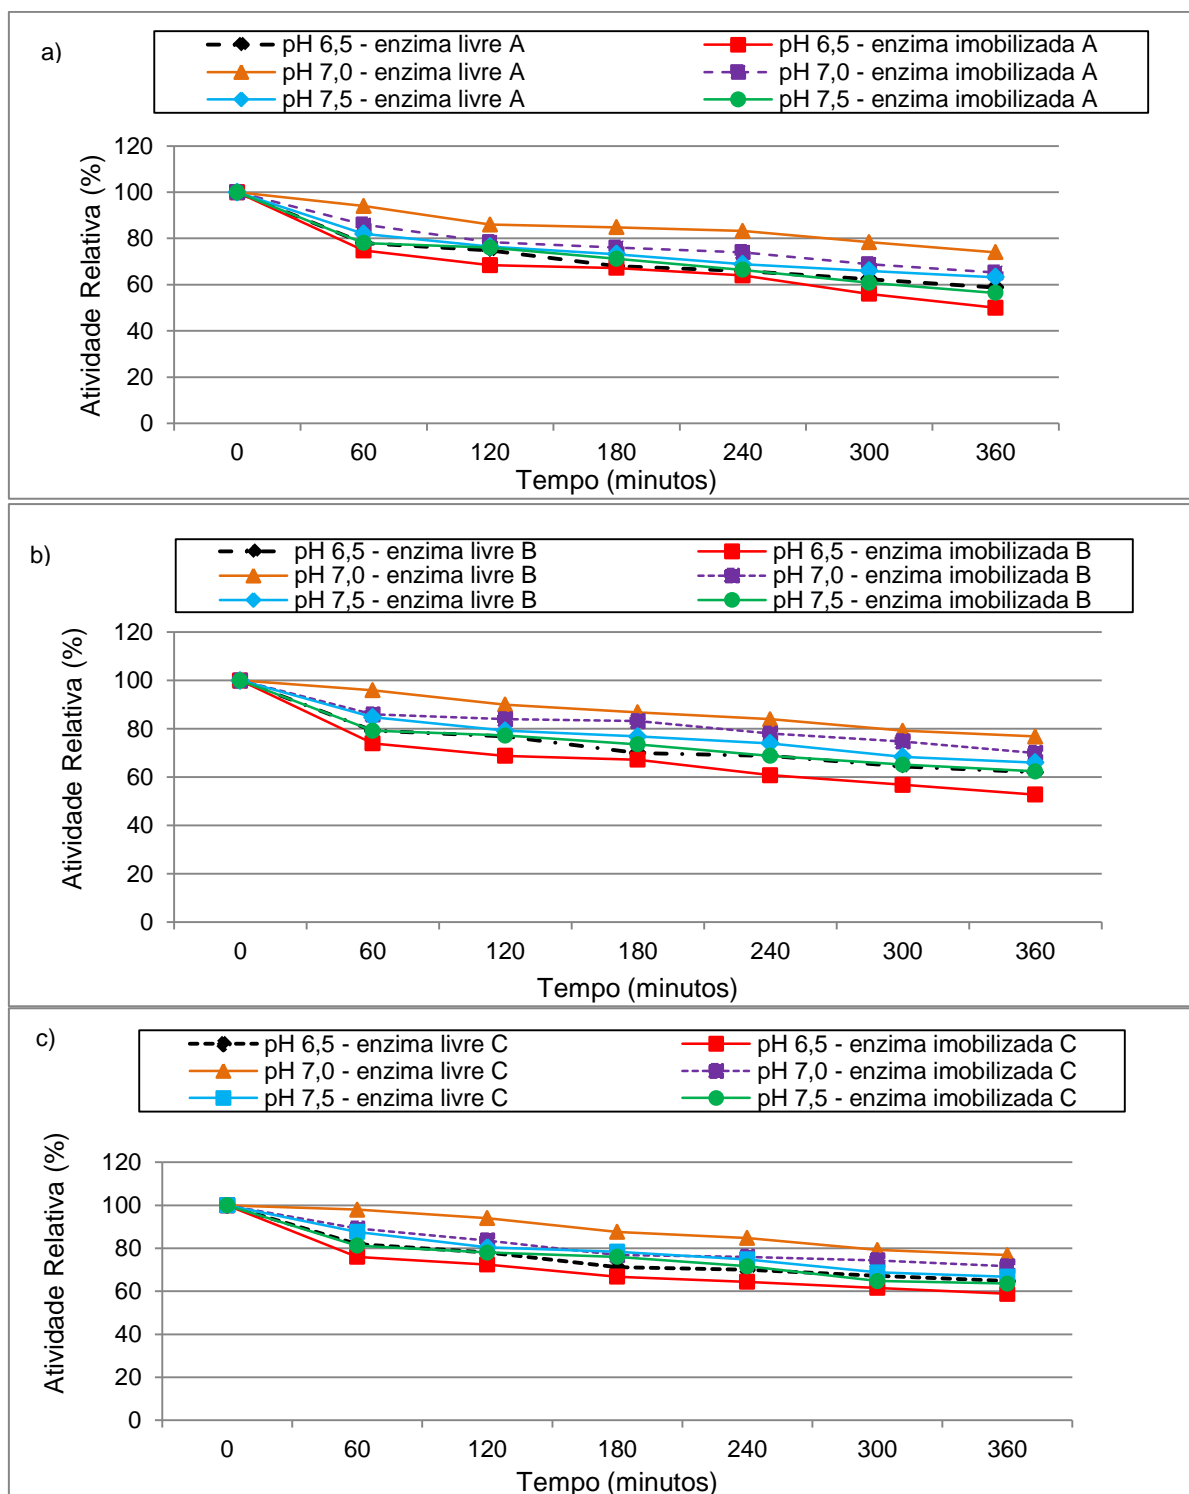 a)
pH 6,5 - enzima livre A pH 6,5 - enzima imobilizada A
pH 7,0 - enzima livre A pH 7,0 - enzima imobilizada A
pH 7,5 - enzima livre A pH 7,5 - enzima imobilizada A
Atividade Relativa (%)
120
100
80
60
40
20
0
0 60 120 180 240 300 360
Tempo (minutos)
b)
pH 6,5 - enzima livre B pH 6,5 - enzima imobilizada B
pH 7,0 - enzima livre B pH 7,0 - enzima imobilizada B
pH 7,5 - enzima livre B pH 7,5 - enzima imobilizada B
Atividade Relativa (%)
120
100
80
60
40
20
0
0 60 120 180 240 300 360
Tempo (minutos)
c)
pH 6,5 - enzima livre C pH 6,5 - enzima imobilizada C
pH 7,0 - enzima livre C pH 7,0 - enzima imobilizada C
pH 7,5 - enzima livre C pH 7,5 - enzima imobilizada C
Atividade Relativa (%)
120
100
80
60
40
20
0
0 60 120 180 240 300 360
Tempo (minutos)